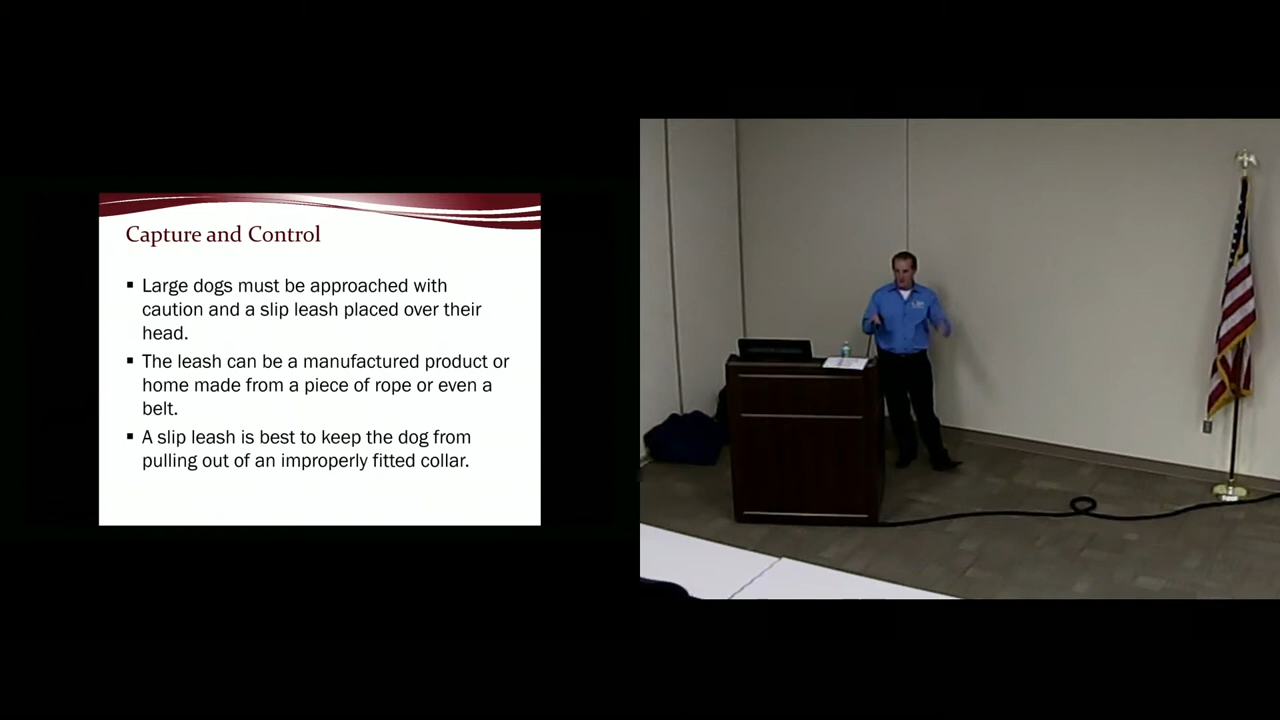 Capture and Control
▪ Large dogs must be approached with
caution and a slip leash placed over their
head.
▪ The leash can be a manufactured product or
home made from a piece of rope or even a
belt.
▪ A slip leash is best to keep the dog from
pulling out of an improperly fitted collar.